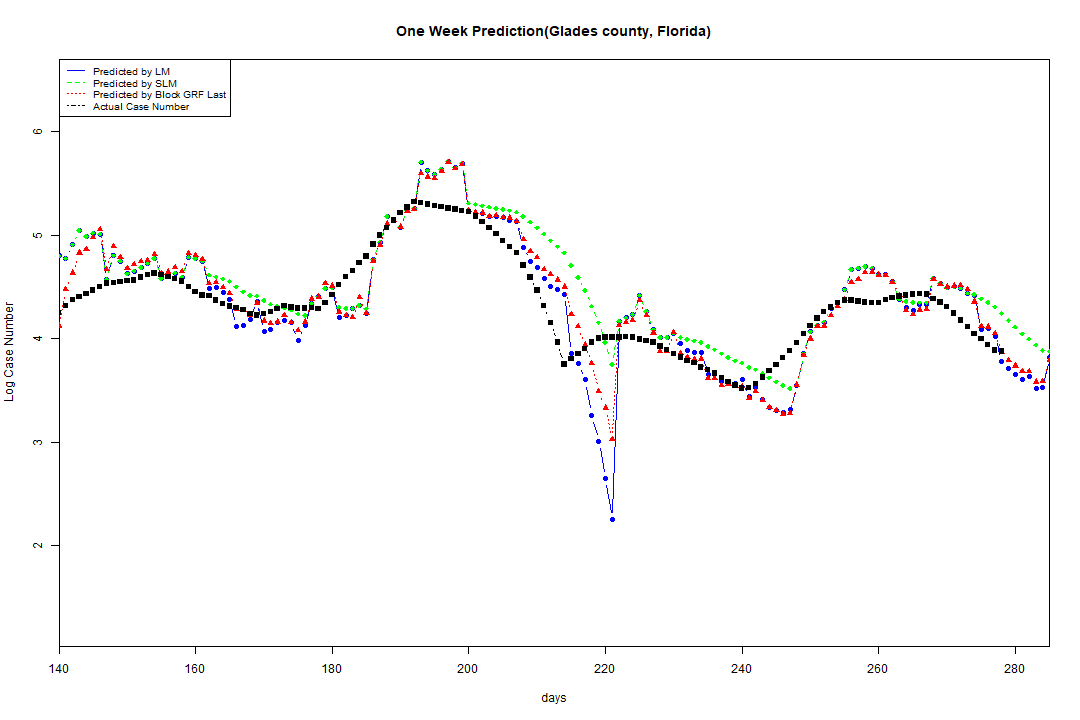 One Week Prediction(Glades county, Florida)
Predicted by LM
Predicted by SLM
Predicted by Block GRF Last
Actual Case Number
Log Case Number
6
5
4
3
2
140 160 180 200 220 240 260 280
days